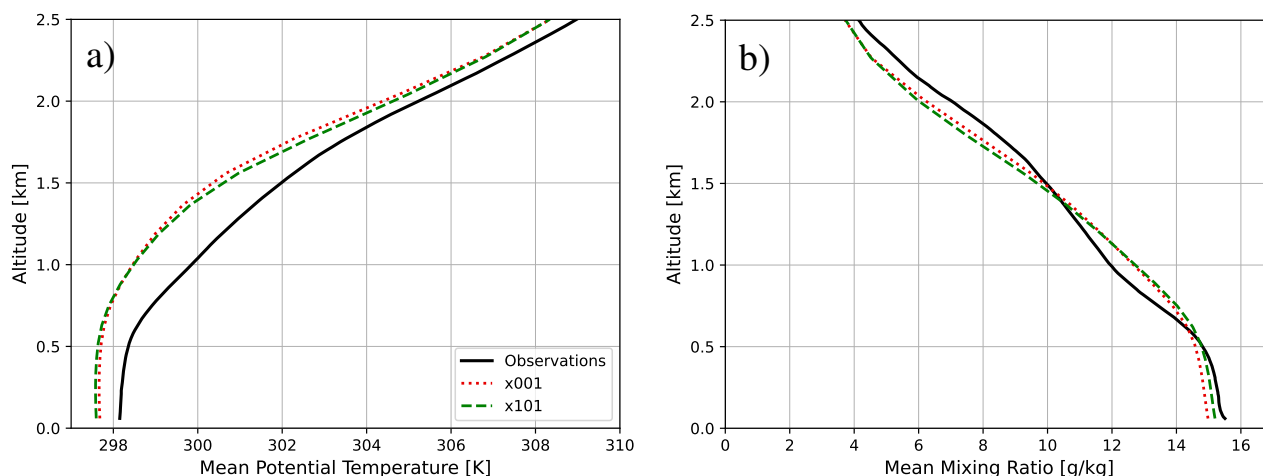 a)
2.5
2.0
1.5
1.0
0.5
0.0
Altitude [km]
298 300 302 304 306 308 310
Mean Potential Temperature [K]
Observations
x001
x101
b)
2.5
2.0
1.5
1.0
0.5
0.0
Altitude [km]
0 2 4 6 8 10 12 14 16
Mean Mixing Ratio [g/kg]